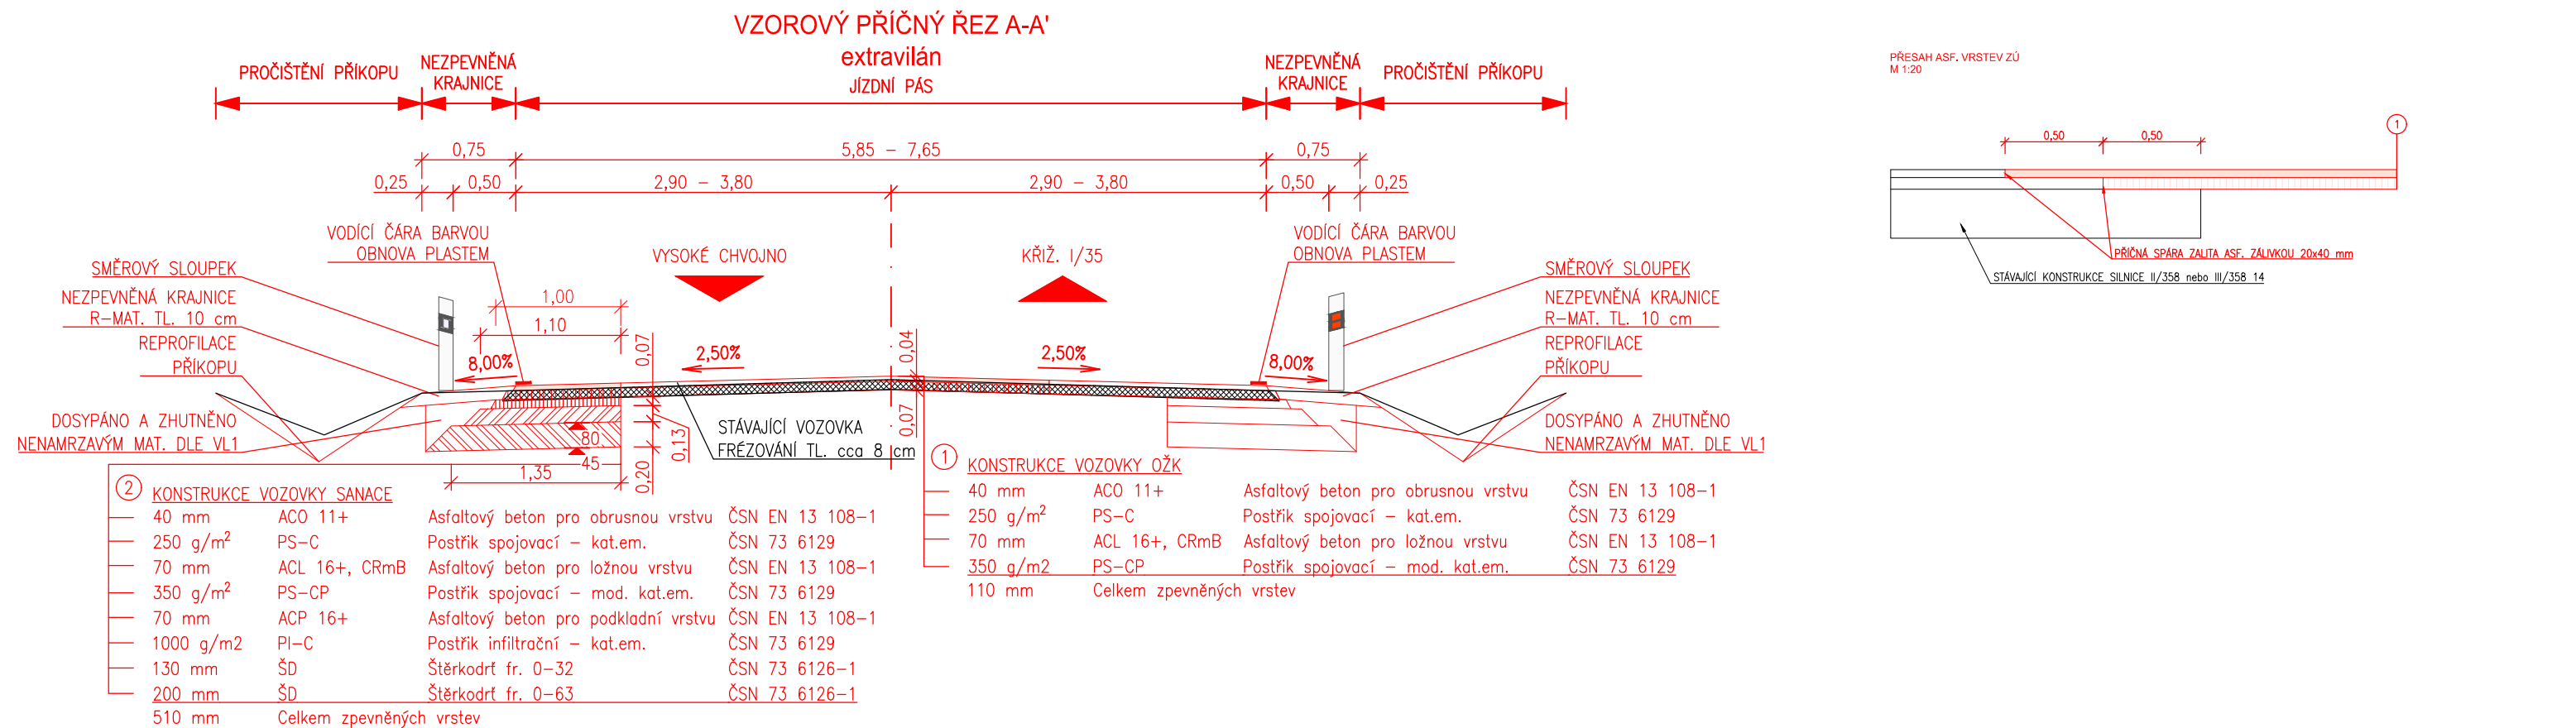 VZOROVÝ PŘÍČNÝ ŘEZ A-A'
extravilán
PROČIŠTĚNÍ PŘÍKOPU
NEZPEVNĚNÁ
KRAJNICE
JÍZDNÍ PÁS
NEZPEVNĚNÁ
KRAJNICE
PROČIŠTĚNÍ PŘÍKOPU
0,75
5,85 – 7,65
0,75
0,25
0,50
2,90 – 3,80
2,90 – 3,80
0,50
0,25
VODÍCÍ ČÁRA BARVOU
OBNOVA PLASTEM
VYSOKÉ CHVOJNO
KŘIŽ. I/35
VODÍCÍ ČÁRA BARVOU
OBNOVA PLASTEM
SMĚROVÝ SLOUPEK
NEZPEVNĚNÁ KRAJNICE
R-MAT. TL. 10 cm
REPROFILACE
PŘÍKOPU
DOSYPÁNO A ZHUTNĚNO
NENAMRZAVÝM MAT. DLE VL1
1,00
1,10
0,07
8,00%
2,50%
0,04
2,50%
8,00%
0,07
0,13
0,20
80
45
1,35
STÁVAJÍCÍ VOZOVKA
FRÉZOVÁNÍ TL. cca 8 cm
SMĚROVÝ SLOUPEK
NEZPEVNĚNÁ KRAJNICE
R-MAT. TL. 10 cm
REPROFILACE
PŘÍKOPU
DOSYPÁNO A ZHUTNĚNO
NENAMRZAVÝM MAT. DLE VL1
2 KONSTRUKCE VOZOVKY SANACE
40 mm ACO 11+ Asfaltový beton pro obrusnou vrstvu ČSN EN 13 108-1
250 g/m² PS-C Postřik spojovací – kat.em. ČSN 73 6129
70 mm ACL 16+, CRmB Asfaltový beton pro ložnou vrstvu ČSN EN 13 108-1
350 g/m² PS-CP Postřik spojovací – mod. kat.em. ČSN 73 6129
70 mm ACP 16+ Asfaltový beton pro podkladní vrstvu ČSN EN 13 108-1
1000 g/m2 PI-C Postřik infiltrační – kat.em. ČSN 73 6129
130 mm ŠD Štěrkodrť fr. 0-32 ČSN 73 6126-1
200 mm ŠD Štěrkodrť fr. 0-63 ČSN 73 6126-1
510 mm Celkem zpevněných vrstev
1 KONSTRUKCE VOZOVKY OŽK
40 mm ACO 11+ Asfaltový beton pro obrusnou vrstvu ČSN EN 13 108-1
250 g/m² PS-C Postřik spojovací – kat.em. ČSN 73 6129
70 mm ACL 16+, CRmB Asfaltový beton pro ložnou vrstvu ČSN EN 13 108-1
350 g/m2 PS-CP Postřik spojovací – mod. kat.em. ČSN 73 6129
110 mm Celkem zpevněných vrstev
PŘESAH ASF. VRSTEV ZÚ
M 1:20
1
0,50
0,50
PŘÍČNÁ SPÁRA ZALITA ASF. ZÁLIVKOU 20x40 mm
STÁVAJÍCÍ KONSTRUKCE SILNICE II/358 nebo III/358 14